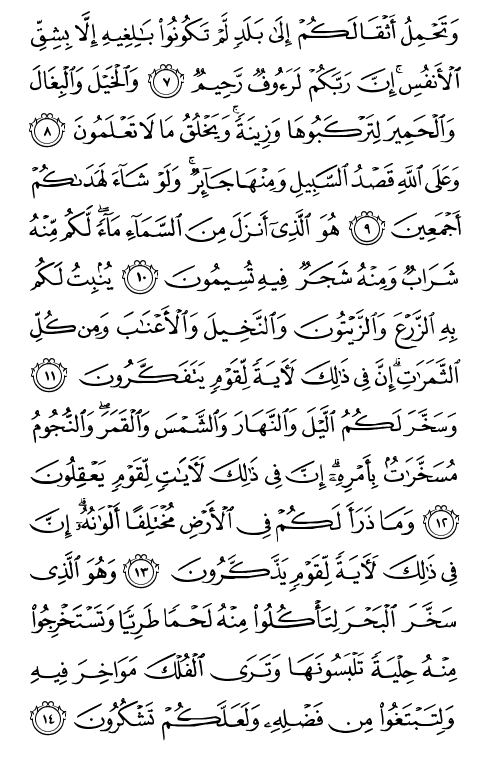 وَتَحْمِلُ أَثْقَالَكُمْ إِلَىٰ بَلَدٍ لَّمْ تَكُونُوا۟ بَٰلِغِيهِ إِلَّا بِشِقِّ
ٱلْأَنفُسِ ۚ إِنَّ رَبَّكُمْ لَرَءُوفٌ رَّحِيمٌ ٧ وَٱلْخَيْلَ وَٱلْبِغَالَ
وَٱلْحَمِيرَ لِتَرْكَبُوهَا وَزِينَةً ۚ وَيَخْلُقُ مَا لَا تَعْلَمُونَ ٨
وَعَلَى ٱللَّهِ قَصْدُ ٱلسَّبِيلِ وَمِنْهَا جَآئِرٌ ۚ وَلَوْ شَآءَ لَهَدَىٰكُمْ
أَجْمَعِينَ ٩ هُوَ ٱلَّذِىٓ أَنزَلَ مِنَ ٱلسَّمَآءِ مَآءً ۖ لَّكُم مِّنْهُ
شَرَابٌ وَمِنْهُ شَجَرٌ فِيهِ تُسِيمُونَ ١٠ يُنۢبِتُ لَكُم
بِهِ ٱلزَّرْعَ وَٱلزَّيْتُونَ وَٱلنَّخِيلَ وَٱلْأَعْنَٰبَ وَمِن كُلِّ
ٱلثَّمَرَٰتِ ۗ إِنَّ فِى ذَٰلِكَ لَءَايَةً لِّقَوْمٍ يَتَفَكَّرُونَ ١١
وَسَخَّرَ لَكُمُ ٱلَّيْلَ وَٱلنَّهَارَ وَٱلشَّمْسَ وَٱلْقَمَرَ ۖ وَٱلنُّجُومُ
مُسَخَّرَٰتٌۢ بِأَمْرِهِۦٓ ۗ إِنَّ فِى ذَٰلِكَ لَءَايَٰتٍ لِّقَوْمٍ يَعْقِلُونَ
١٢ وَمَا ذَرَأَ لَكُمْ فِى ٱلْأَرْضِ مُخْتَلِفًا أَلْوَٰنُهُۥٓ ۗ إِنَّ
فِى ذَٰلِكَ لَءَايَةً لِّقَوْمٍ يَذَّكَّرُونَ ١٣ وَهُوَ ٱلَّذِى
سَخَّرَ ٱلْبَحْرَ لِتَأْكُلُوا۟ مِنْهُ لَحْمًا طَرِيًّا وَتَسْتَخْرِجُوا۟
مِنْهُ حِلْيَةً تَلْبَسُونَهَا وَتَرَى ٱلْفُلْكَ مَوَاخِرَ فِيهِ
وَلِتَبْتَغُوا۟ مِن فَضْلِهِۦ وَلَعَلَّكُمْ تَشْكُرُونَ ١٤